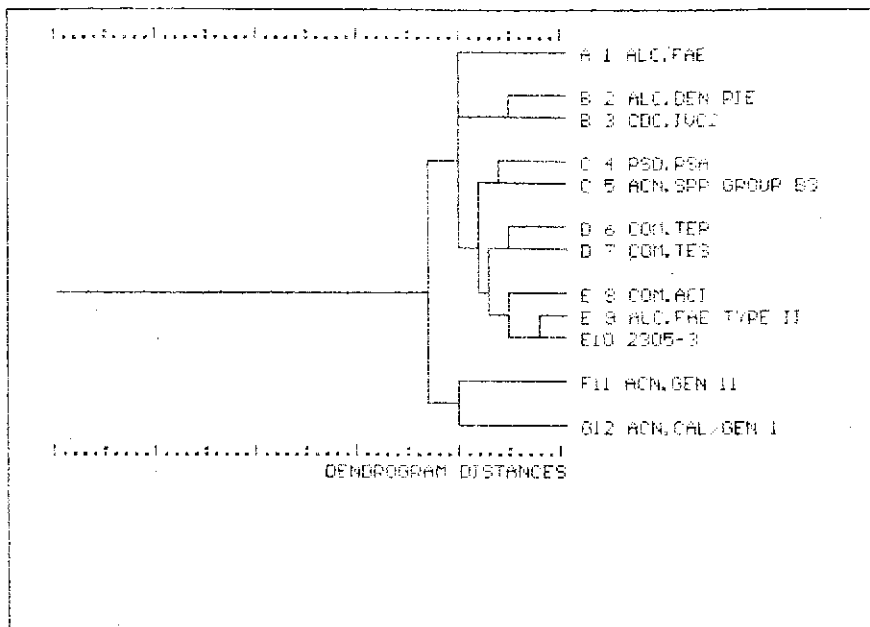 A 1 ALC.FAE
B 2 ALC.DEN PIE
B 3 CDC.IVC2
C 4 PSD.PSA
C 5 ACN.SPP GROUP B3
D 6 COM.TER
D 7 COM.TES
E 8 COM.ACI
E 9 ALC.FAE TYPE II
E10 2305-3
F11 ACN.GEN 11
G12 ACN.CAL/GEN 1
DENDROGRAM DISTANCES